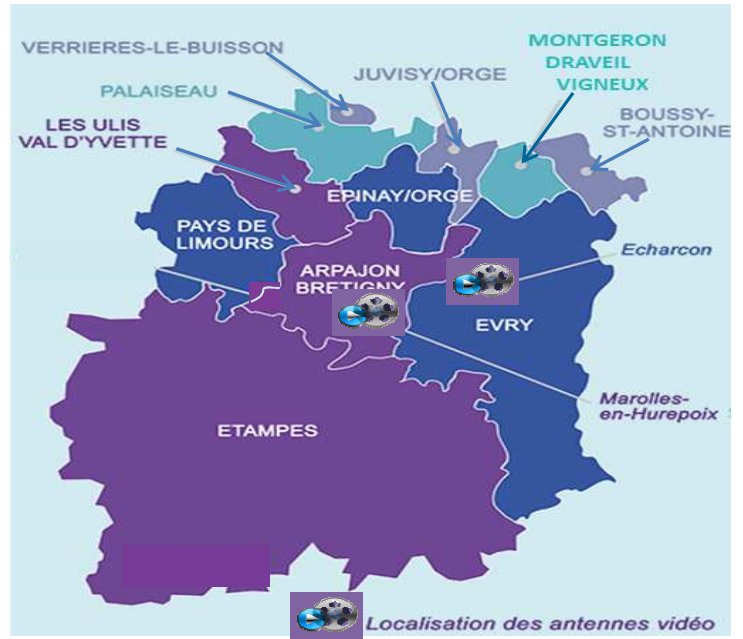 VERRIERES-LE-BUISSON
MONTGERON
DRAVEIL
VIGNEUX
JUVISY/ORGE
PALAISEAU
BOUSSY-
ST-ANTOINE
LES ULIS
VAL D'YVETTE
EPINAY/ORGE
PAYS DE
LIMOURS
Echarcon
ARPAJON
BRETIGNY
EVRY
Marolles-
en-Hurepoix
ETAMPES
Localisation des antennes vidéo